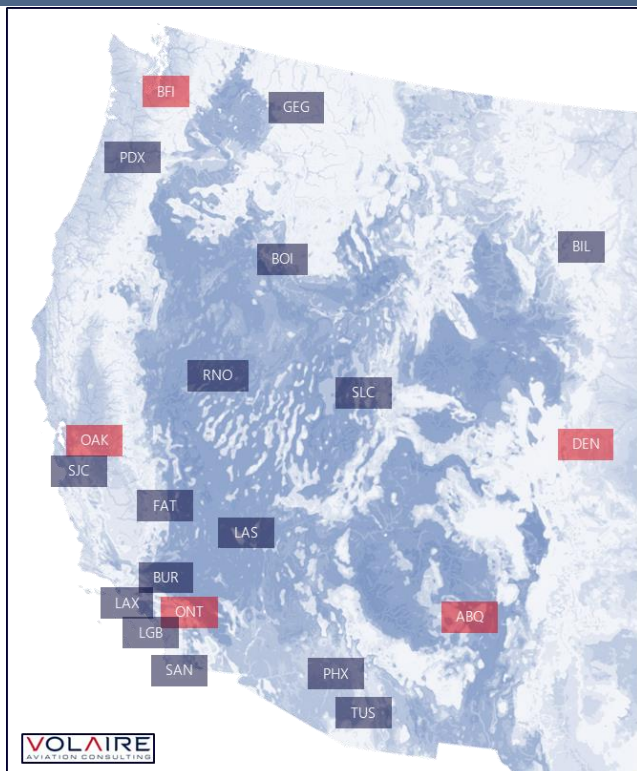 BFI
GEG
PDX
BIL
BOI
RNO
SLC
OAK
DEN
SJC
FAT
LAS
BUR
LAX
ONT
ABQ
LGB
SAN
PHX
TUS
VOLAIRE
AVIATION CONSULTING